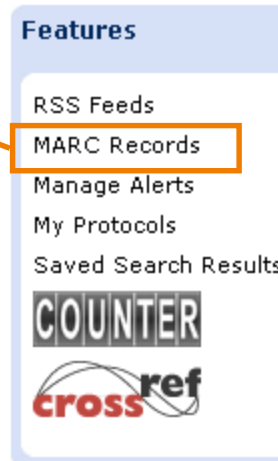 Features
RSS Feeds
MARC Records
Manage Alerts
My Protocols
Saved Search Results
COUNTER
crossref